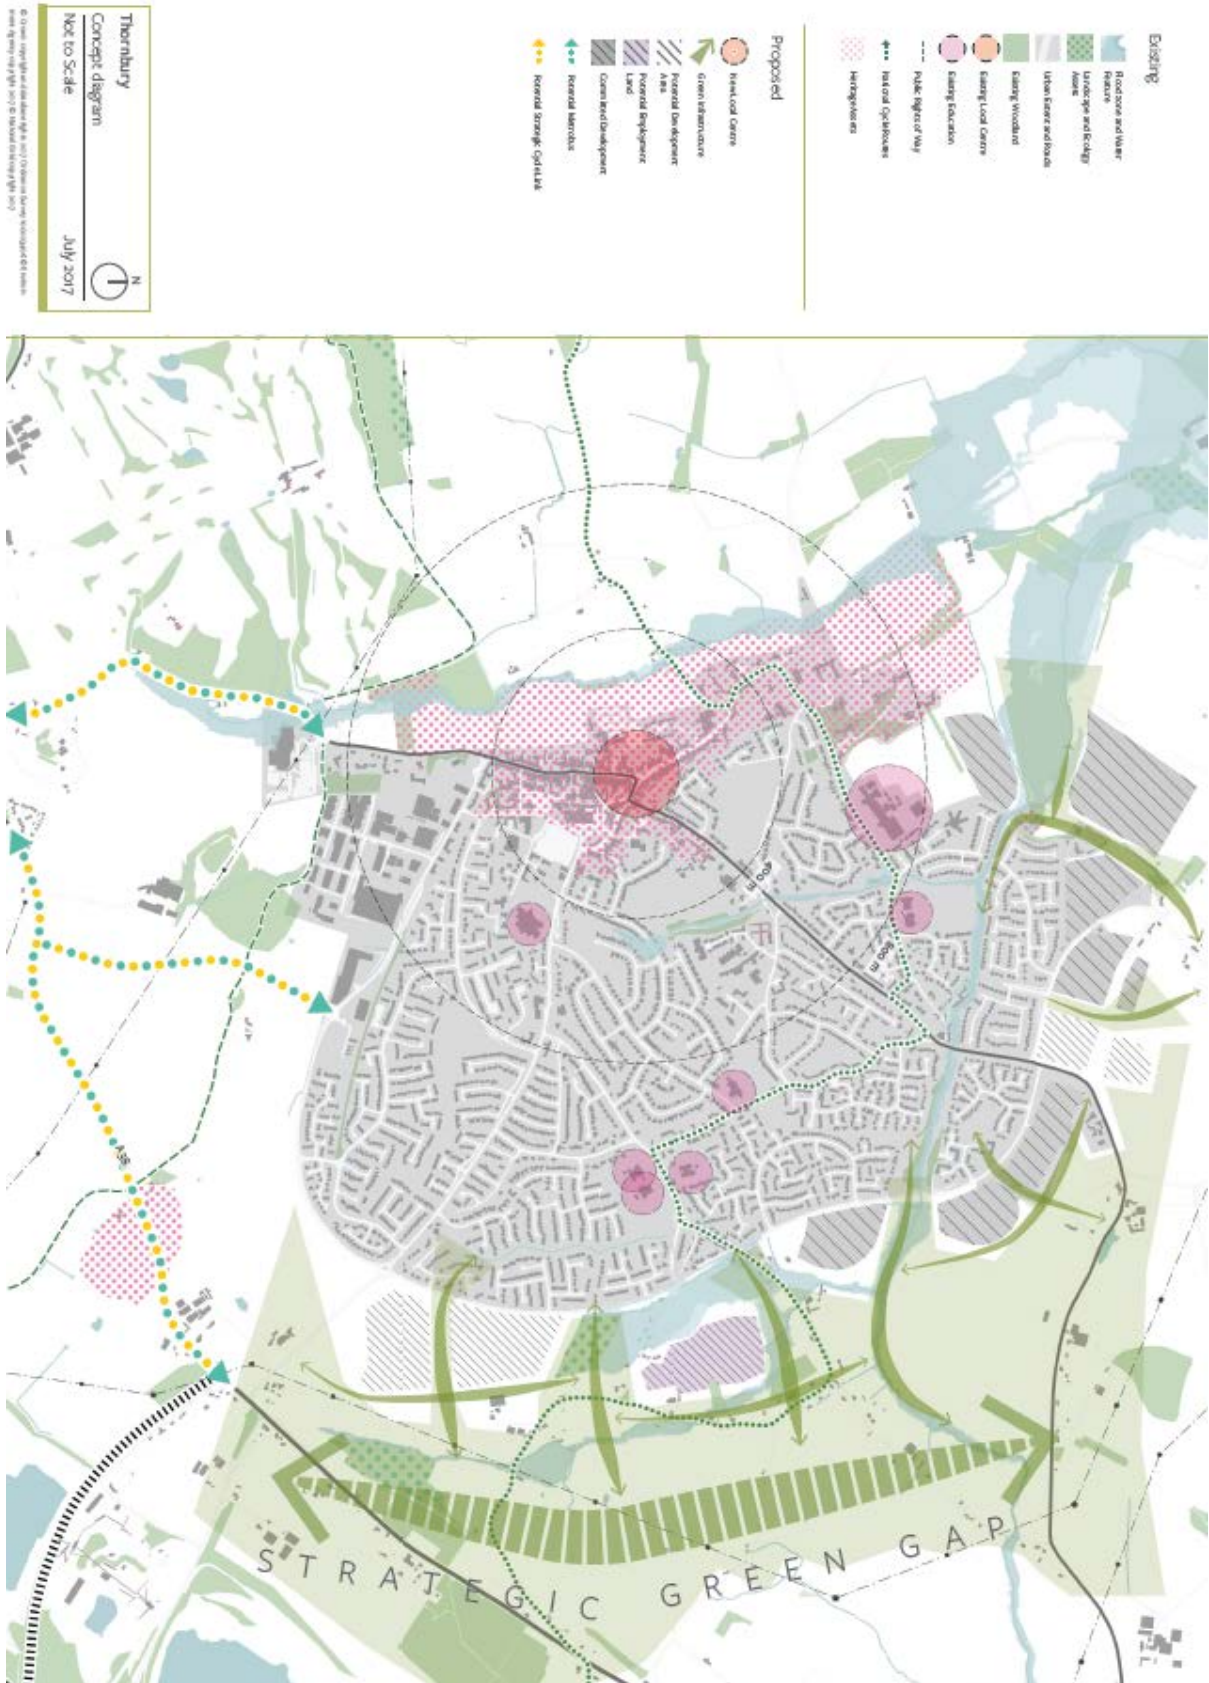 Existing
Flood zone and Water
Feature
Landscape and Ecology
Assets
Urban Extent and Roads
Existing Woodland
Existing Local Centre
Existing Education
Public Rights of Way
National Cycle Routes
Heritage Assets
Proposed
New Local Centre
Green Infrastructure
Potential Development
Area
Potential Employment
Land
Committed Development
Potential Metrobus
Potential Strategic Cycle Link
Thornbury
Concept diagram
Not to Scale
July 2017
N
400 m
800 m
STRATEGIC GREEN GAP